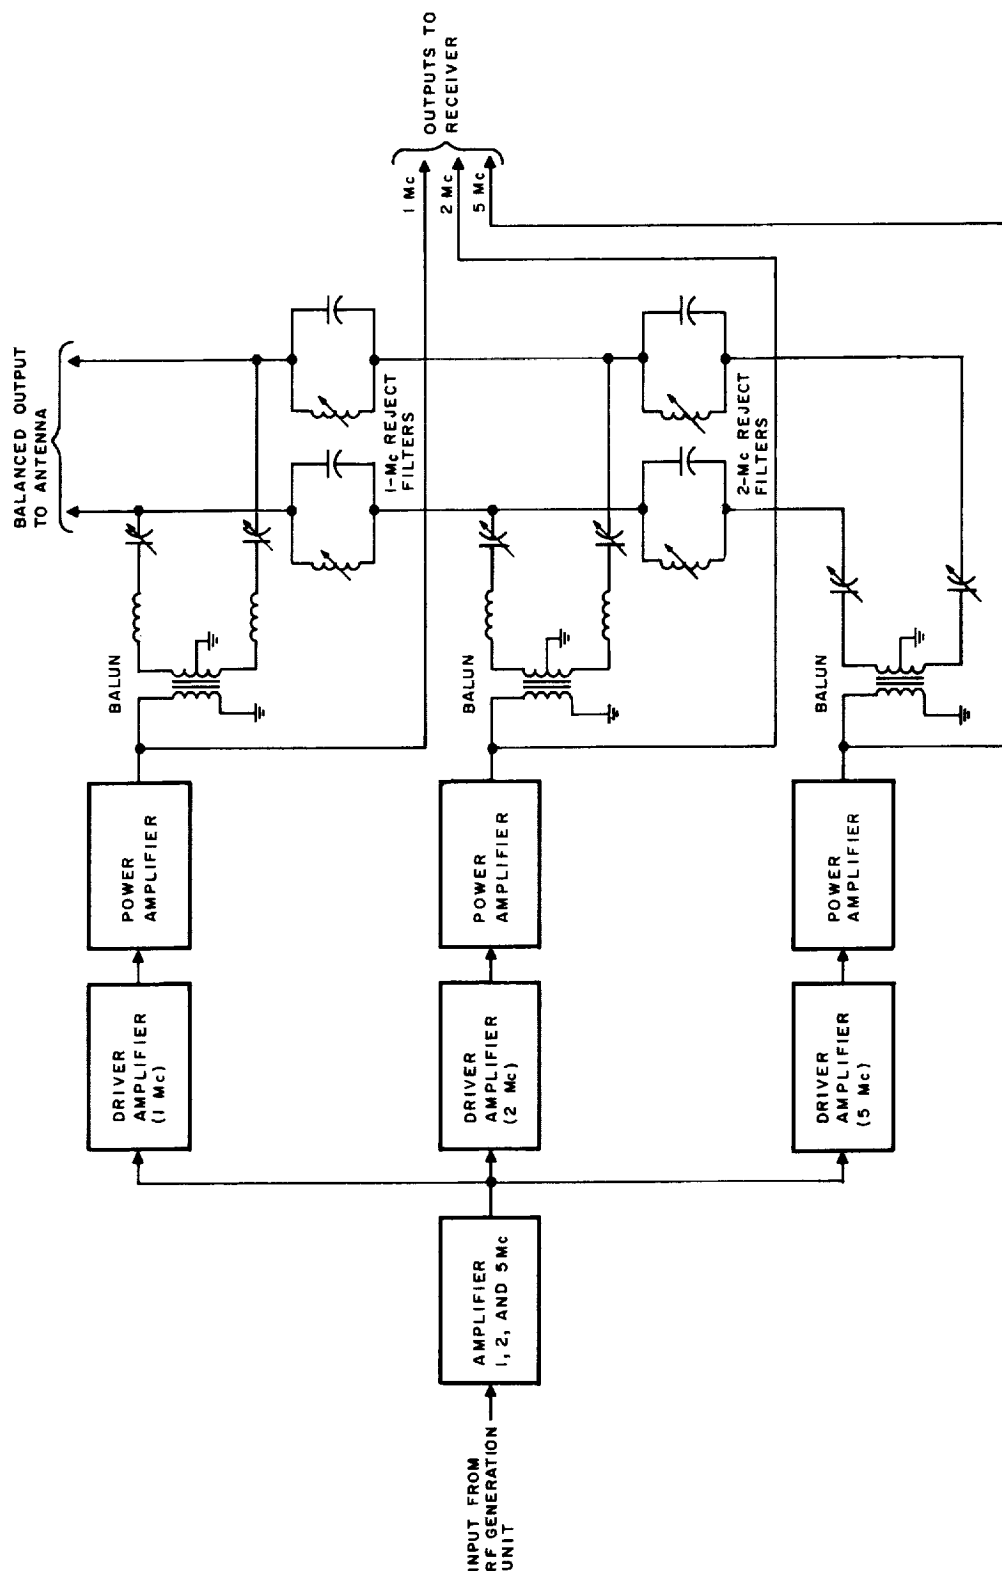 BALANCED OUTPUT
TO ANTENNA
OUTPUTS TO
RECEIVER
1 Mc
2 Mc
5 Mc
1-Mc REJECT
FILTERS
2-Mc REJECT
FILTERS
BALUN
BALUN
BALUN
POWER
AMPLIFIER
POWER
AMPLIFIER
POWER
AMPLIFIER
DRIVER
AMPLIFIER
(1 Mc)
DRIVER
AMPLIFIER
(2 Mc)
DRIVER
AMPLIFIER
(5 Mc)
AMPLIFIER
1, 2, AND 5Mc
INPUT FROM
RF GENERATION
UNIT